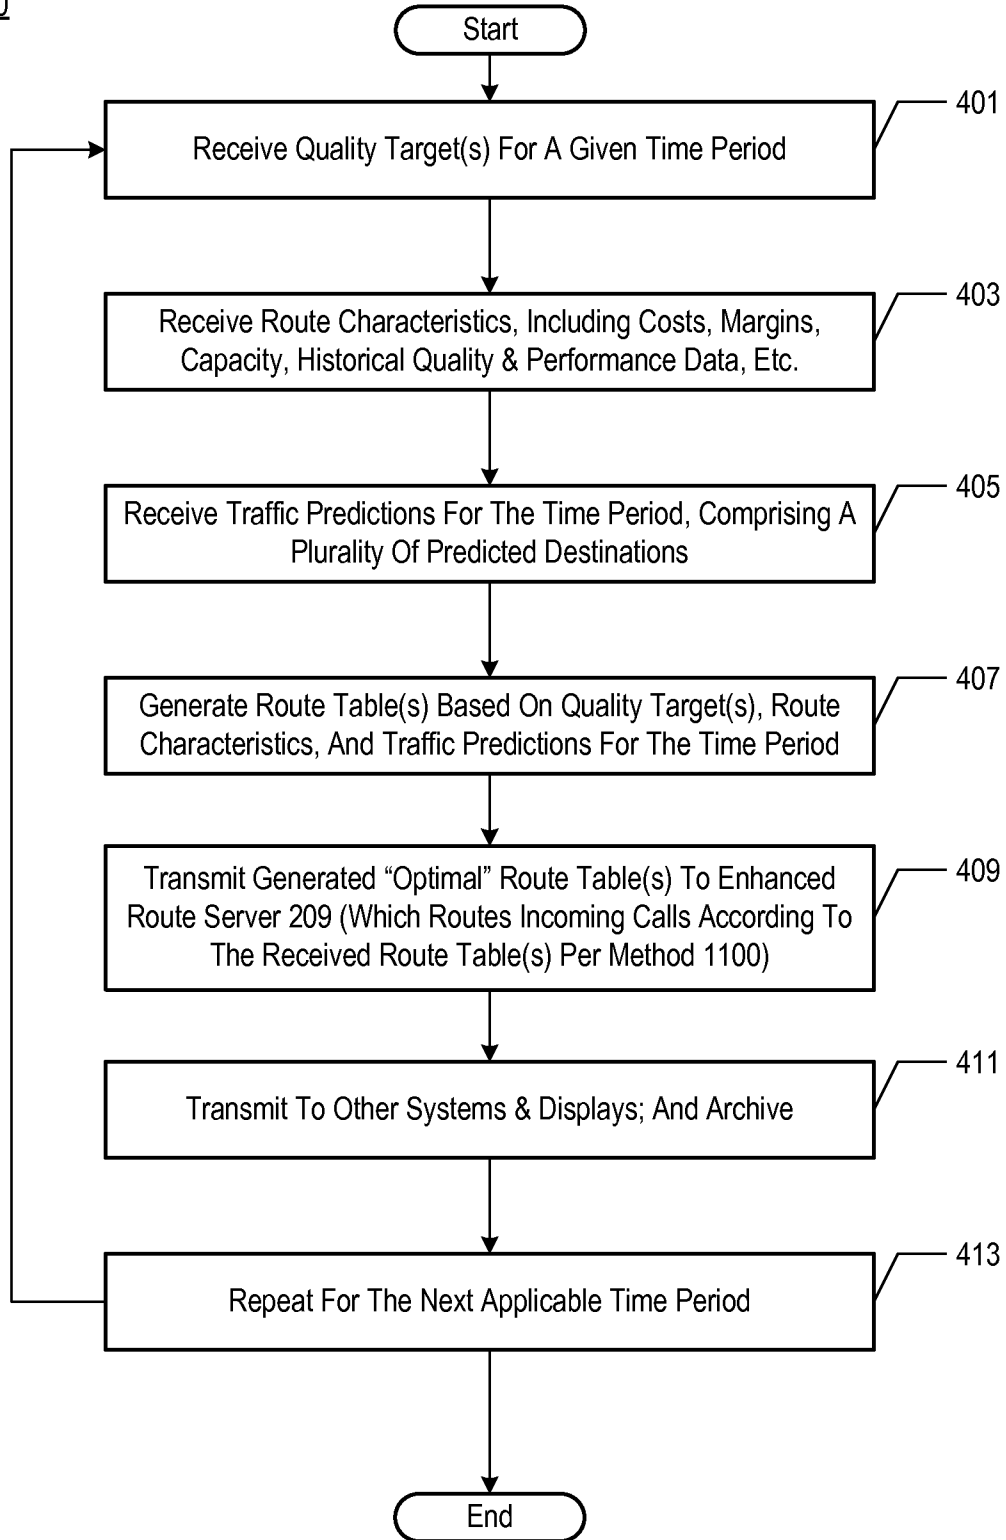 Start
401
Receive Quality Target(s) For A Given Time Period
403
Receive Route Characteristics, Including Costs, Margins,
Capacity, Historical Quality & Performance Data, Etc.
405
Receive Traffic Predictions For The Time Period, Comprising A
Plurality Of Predicted Destinations
407
Generate Route Table(s) Based On Quality Target(s), Route
Characteristics, And Traffic Predictions For The Time Period
409
Transmit Generated “Optimal” Route Table(s) To Enhanced
Route Server 209 (Which Routes Incoming Calls According To
The Received Route Table(s) Per Method 1100)
411
Transmit To Other Systems & Displays; And Archive
413
Repeat For The Next Applicable Time Period
End